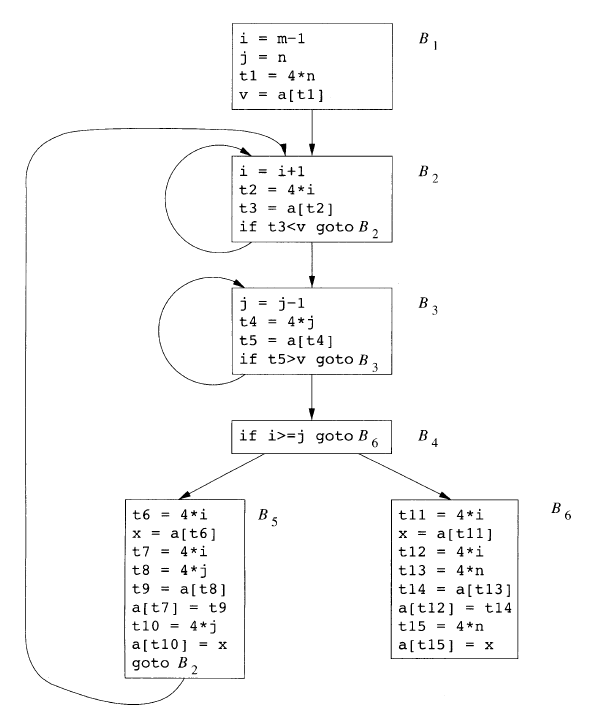 i = m-1
j = n
t1 = 4*n
v = a[t1]
B1
i = i+1
t2 = 4*i
t3 = a[t2]
if t3<v goto B2
B2
j = j-1
t4 = 4*j
t5 = a[t4]
if t5>v goto B3
B3
if i>=j goto B6
B4
t6 = 4*i
x = a[t6]
t7 = 4*i
t8 = 4*j
t9 = a[t8]
a[t7] = t9
t10 = 4*j
a[t10] = x
goto B2
B5
t11 = 4*i
x = a[t11]
t12 = 4*i
t13 = 4*n
t14 = a[t13]
a[t12] = t14
t15 = 4*n
a[t15] = x
B6